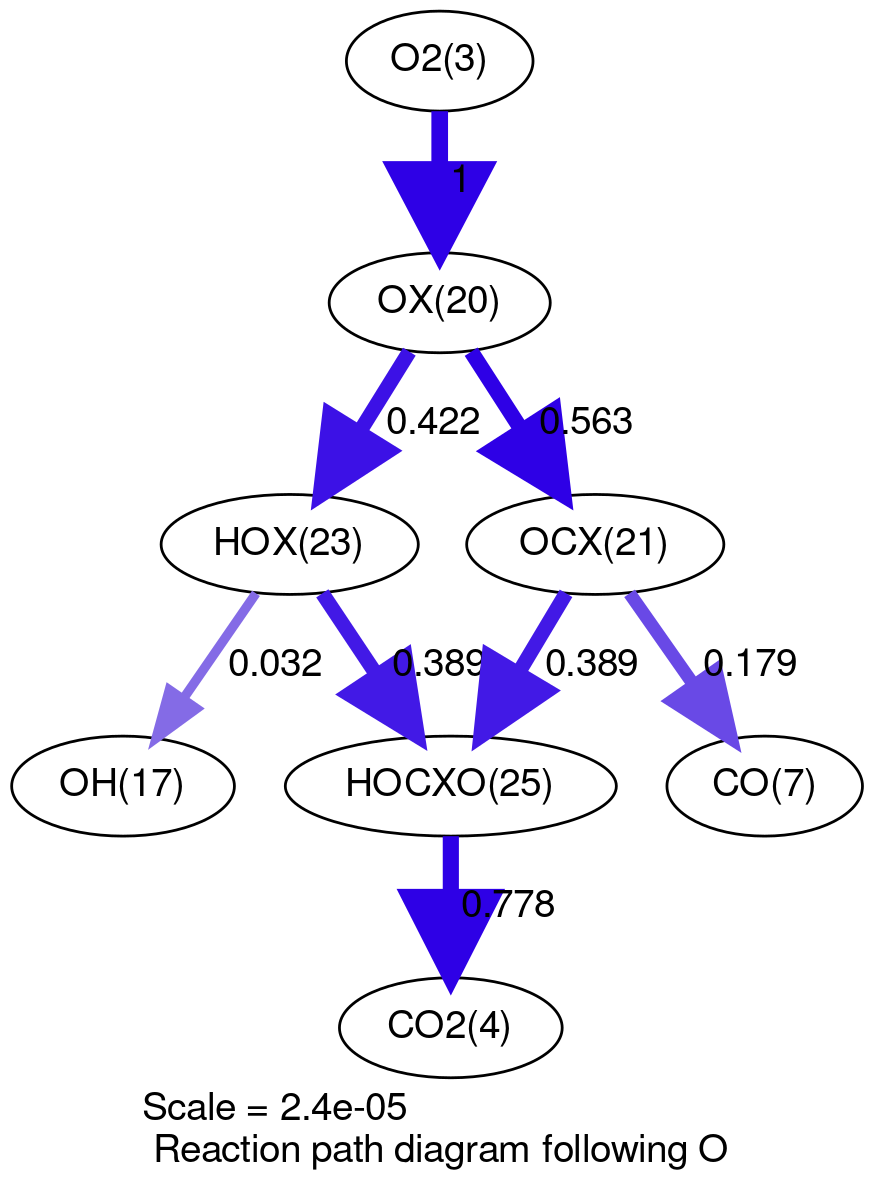 O2(3)
1
OX(20)
0.422
0.563
HOX(23)
OCX(21)
0.032
0.389
0.389
0.179
OH(17)
HOCXO(25)
CO(7)
0.778
CO2(4)
Scale = 2.4e-05
Reaction path diagram following O